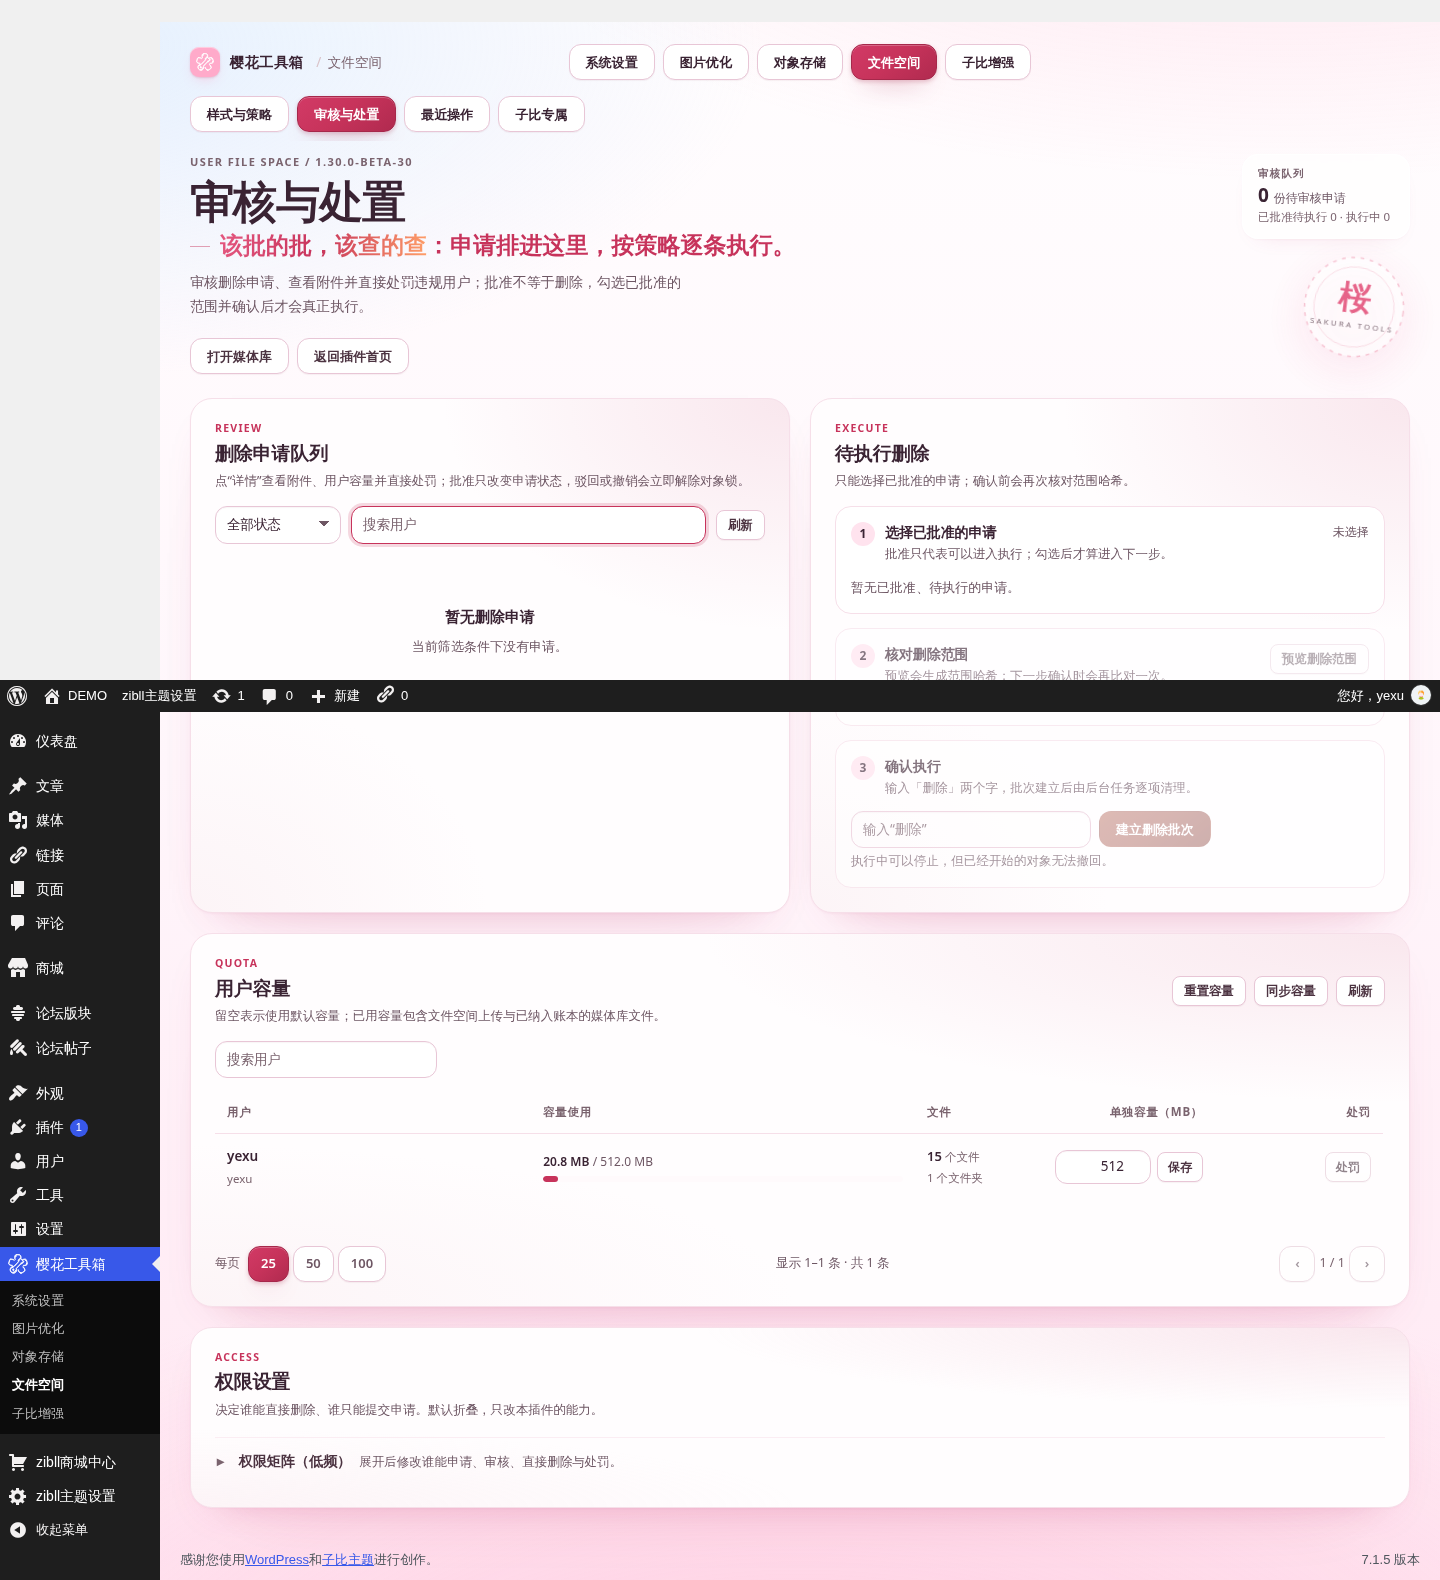 樱花工具箱 / 文件空间
系统设置 图片优化 对象存储 文件空间 子比增强
样式与策略 审核与处置 最近操作 子比专属
USER FILE SPACE / 1.30.0-BETA-30
审核与处置
— 该批的批，该查的查：申请排进这里，按策略逐条执行。
审核删除申请、查看附件并直接处罚违规用户；批准不等于删除，勾选已批准的
范围并确认后才会真正执行。
打开媒体库 返回插件首页
审核队列
0 份待审核申请
已批准待执行 0 · 执行中 0
桜
SAKURA TOOLS
REVIEW
删除申请队列
点“详情”查看附件、用户容量并直接处罚；批准只改变申请状态，驳回或撤销会立即解除对象锁。
全部状态 搜索用户 刷新
暂无删除申请
当前筛选条件下没有申请。
EXECUTE
待执行删除
只能选择已批准的申请；确认前会再次核对范围哈希。
1 选择已批准的申请 未选择
批准只代表可以进入执行；勾选后才算进入下一步。
暂无已批准、待执行的申请。
2 核对删除范围 预览删除范围
预览会生成范围哈希；下一步确认时会再比对一次。
DEMO zibll主题设置 1 0 新建 0 您好，yexu
3 确认执行
输入「删除」两个字，批次建立后由后台任务逐项清理。
输入“删除” 建立删除批次
执行中可以停止，但已经开始的对象无法撤回。
仪表盘
文章
媒体
链接
页面
评论
商城
论坛版块
论坛帖子
外观
插件 1
用户
工具
设置
樱花工具箱
系统设置
图片优化
对象存储
文件空间
子比增强
zibll商城中心
zibll主题设置
收起菜单
QUOTA
用户容量
留空表示使用默认容量；已用容量包含文件空间上传与已纳入账本的媒体库文件。
重置容量 同步容量 刷新
搜索用户
用户 容量使用 文件 单独容量（MB） 处罚
yexu 20.8 MB / 512.0 MB 15 个文件 512 保存 处罚
yexu 1 个文件夹
每页 25 50 100 显示 1–1 条 · 共 1 条 ‹ 1 / 1 ›
ACCESS
权限设置
决定谁能直接删除、谁只能提交申请。默认折叠，只改本插件的能力。
► 权限矩阵（低频） 展开后修改谁能申请、审核、直接删除与处罚。
感谢您使用WordPress和子比主题进行创作。 7.1.5 版本